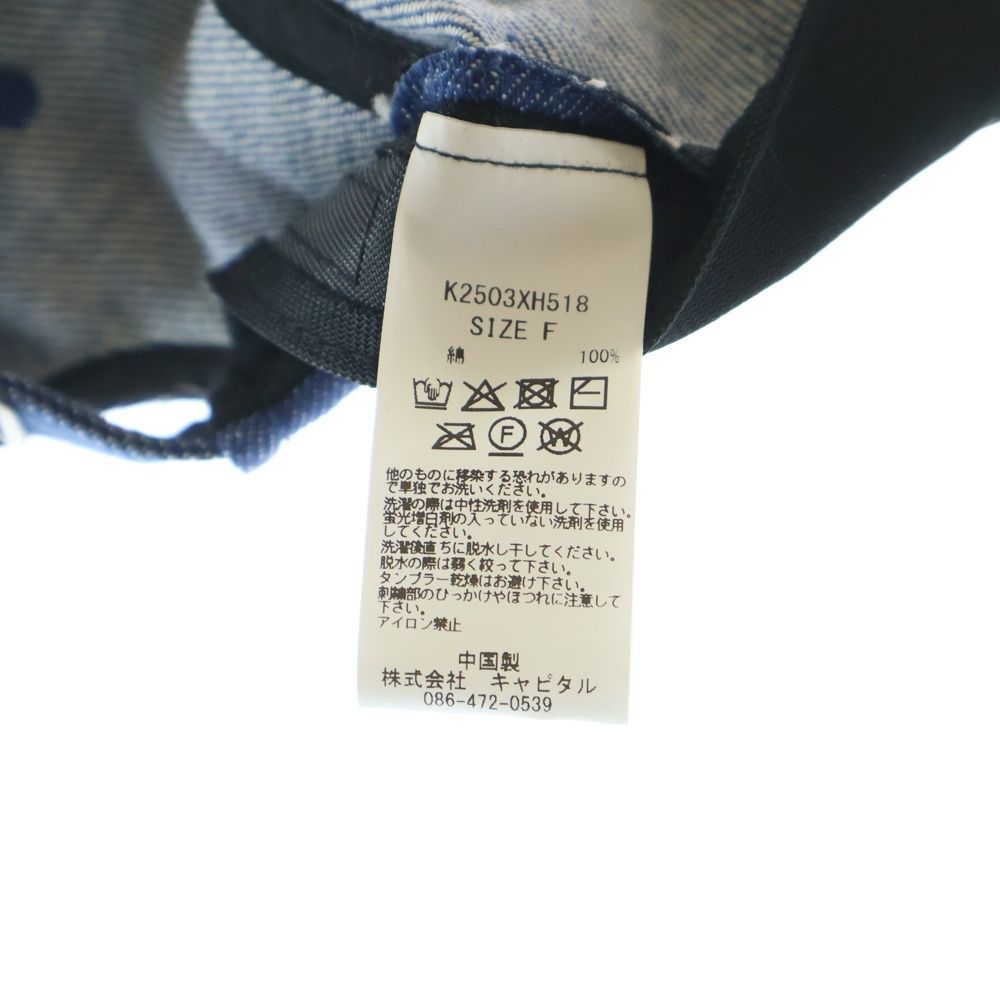 K2503XH518
SIZE F
綿 100%
F
W
他のものに移染する恐れがありますの
で単独でお洗いください。
洗濯の際は中性洗剤を使用して下さい。
蛍光増白剤の入っていない洗剤を使用
してください。
洗濯後直ちに脱水し干してください。
脱水の際は弱く絞って下さい。
タンブラー乾燥はお避け下さい。
刺繍部のひっかけやほつれに注意して
下さい。
アイロン禁止
中国製
株式会社 キャピタル
086-472-0539